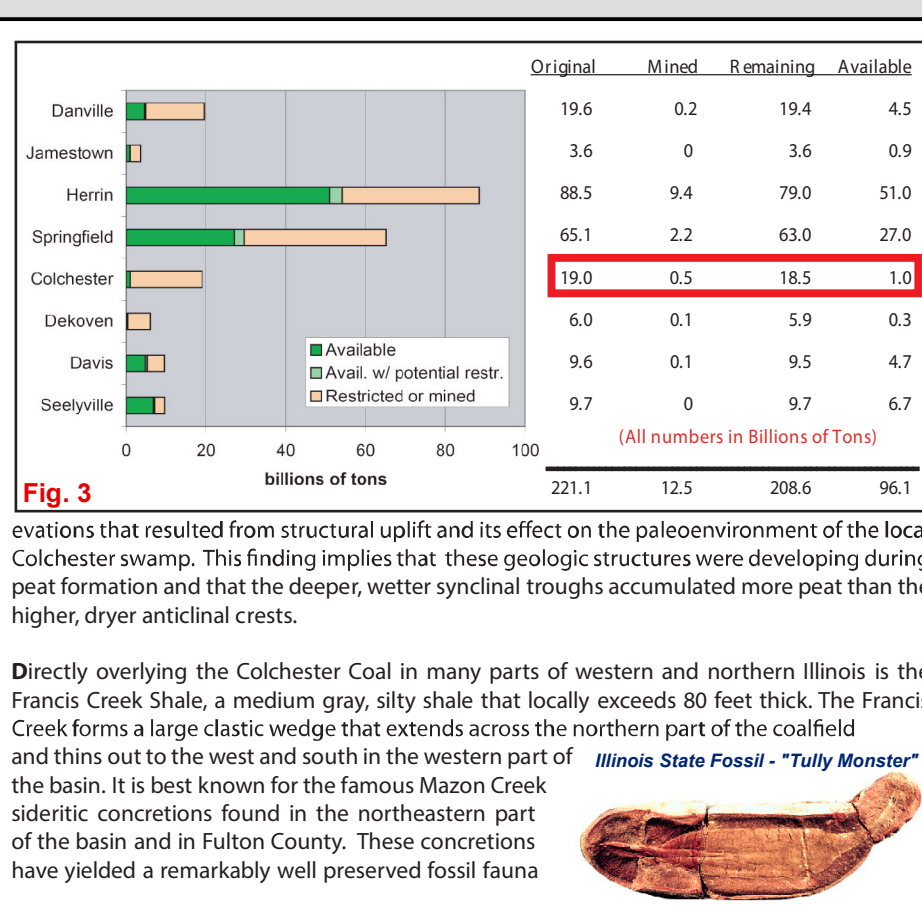 Original Mined Remaining Available
Danville 19.6 0.2 19.4 4.5
Jamestown 3.6 0 3.6 0.9
Herrin 88.5 9.4 79.0 51.0
Springfield 65.1 2.2 63.0 27.0
Colchester 19.0 0.5 18.5 1.0
Dekoven 6.0 0.1 5.9 0.3
Davis 9.6 0.1 9.5 4.7
Seelyville 9.7 0 9.7 6.7
Available
Avail. w/ potential restr.
Restricted or mined
0 20 40 60 80 100
billions of tons
(All numbers in Billions of Tons)
221.1 12.5 208.6 96.1
Fig. 3
evations that resulted from structural uplift and its effect on the paleoenvironment of the loca
Colchester swamp. This finding implies that these geologic structures were developing during
peat formation and that the deeper, wetter synclinal troughs accumulated more peat than the
higher, dryer anticlinal crests.
Directly overlying the Colchester Coal in many parts of western and northern Illinois is the
Francis Creek Shale, a medium gray, silty shale that locally exceeds 80 feet thick. The Francis
Creek forms a large clastic wedge that extends across the northern part of the coalfield
and thins out to the west and south in the western part of
the basin. It is best known for the famous Mazon Creek
sideritic concretions found in the northeastern part
of the basin and in Fulton County. These concretions
have yielded a remarkably well preserved fossil fauna
Illinois State Fossil - "Tully Monster"